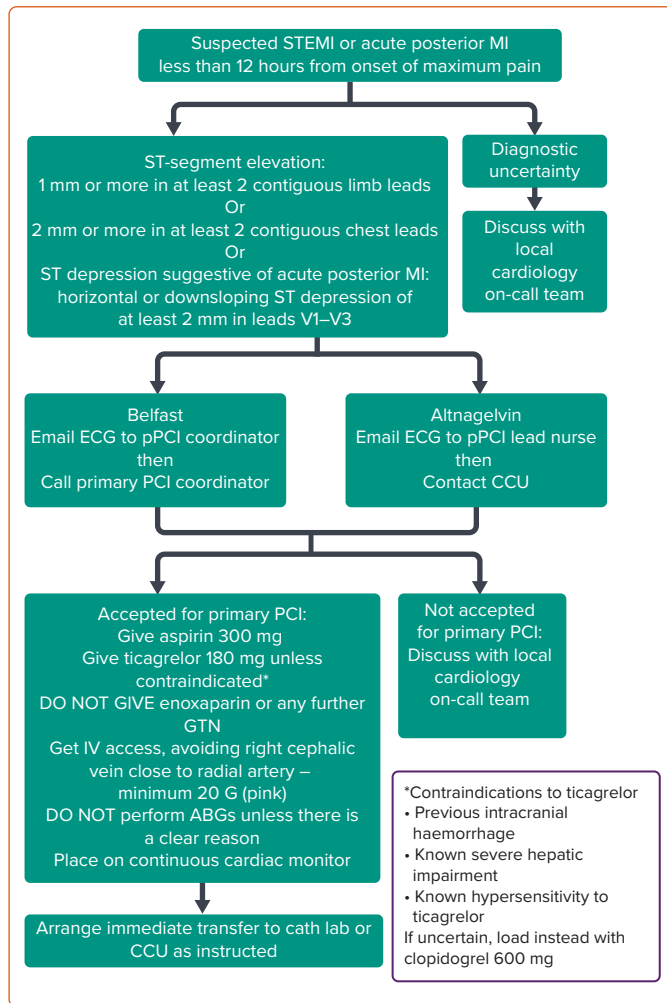 Suspected STEMI or acute posterior MI
less than 12 hours from onset of maximum pain
ST-segment elevation:
1 mm or more in at least 2 contiguous limb leads
Or
2 mm or more in at least 2 contiguous chest leads
Or
ST depression suggestive of acute posterior MI:
horizontal or downsloping ST depression of
at least 2 mm in leads V1–V3
Diagnostic
uncertainty
Discuss with
local
cardiology
on-call team
Belfast
Email ECG to pPCI coordinator
then
Call primary PCI coordinator
Altnagelvin
Email ECG to pPCI lead nurse
then
Contact CCU
Accepted for primary PCI:
Give aspirin 300 mg
Give ticagrelor 180 mg unless
contraindicated*
DO NOT GIVE enoxaparin or any further
GTN
Get IV access, avoiding right cephalic
vein close to radial artery –
minimum 20 G (pink)
DO NOT perform ABGs unless there is
a clear reason
Place on continuous cardiac monitor
Not accepted
for primary PCI:
Discuss with local
cardiology
on-call team
Arrange immediate transfer to cath lab or
CCU as instructed
*Contraindications to ticagrelor
• Previous intracranial
haemorrhage
• Known severe hepatic
impairment
• Known hypersensitivity to
ticagrelor
If uncertain, load instead with
clopidogrel 600 mg